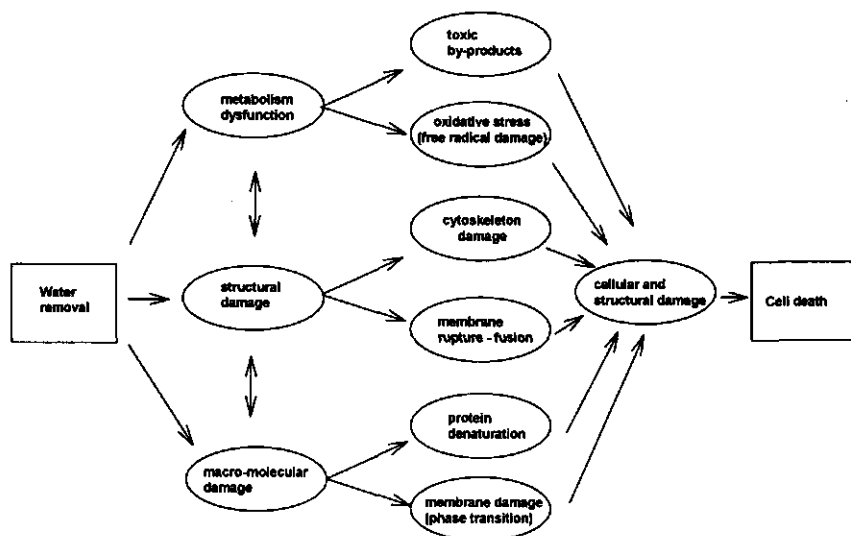 toxic
by-products
metabolism
dysfunction
oxidative stress
(free radical damage)
cytoskeleton
damage
Water
removal
structural
damage
cellular and
structural damage
Cell death
membrane
rupture - fusion
protein
denaturation
macro-molecular
damage
membrane damage
(phase transition)